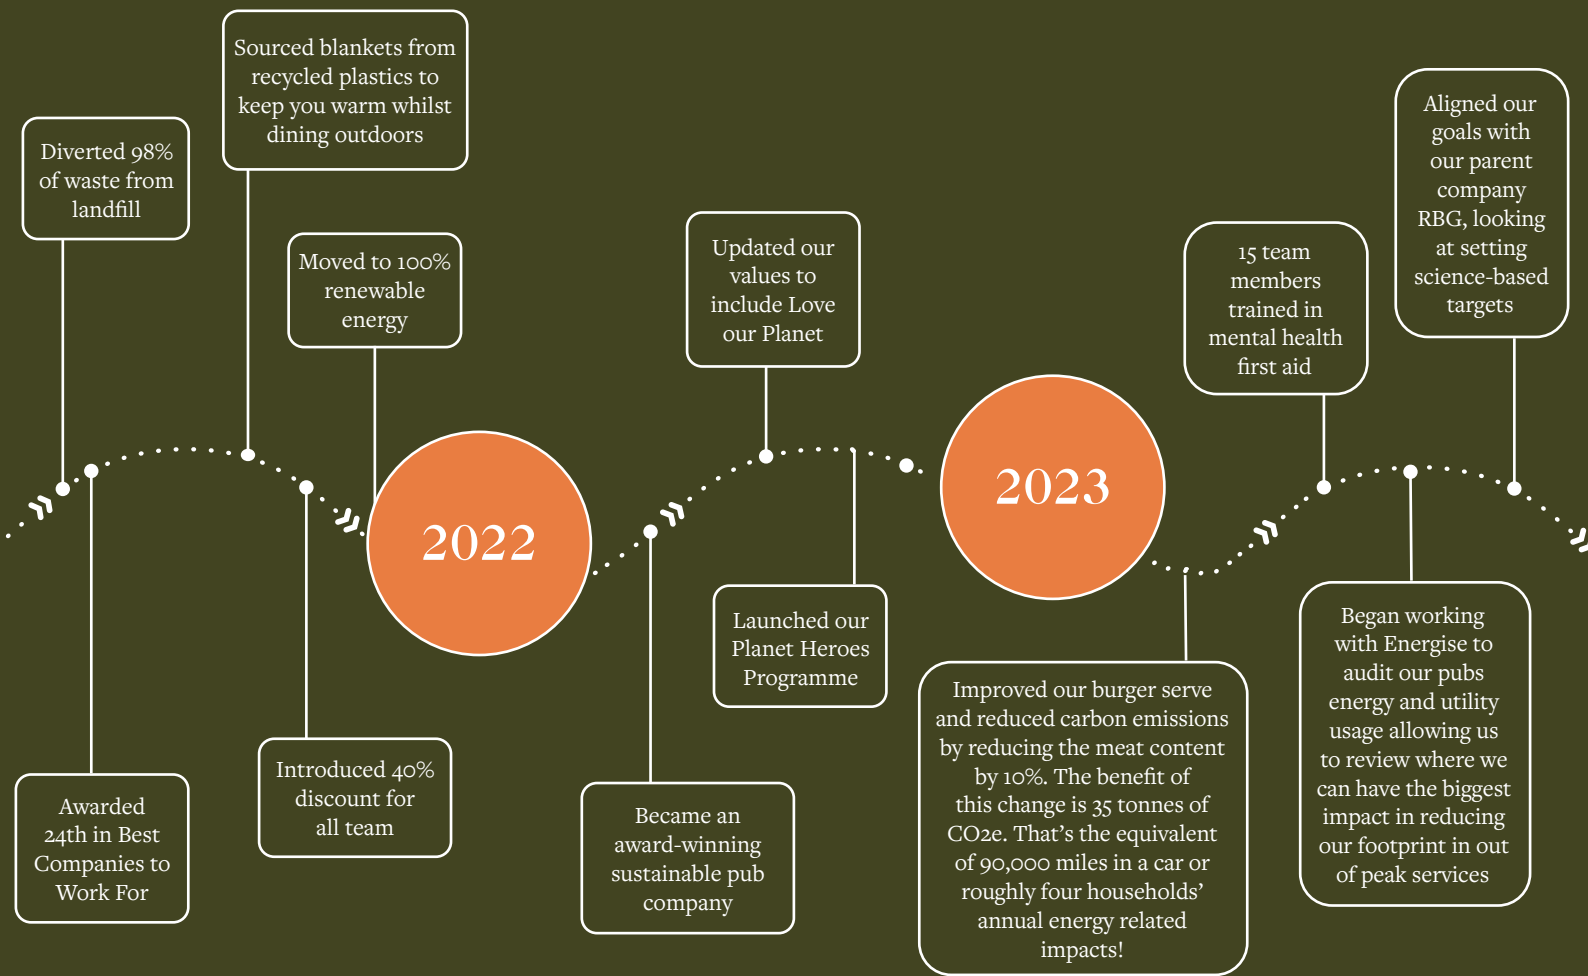 Diverted 98%
of waste from
landfill
Awarded
24th in Best
Companies to
Work For
Sourced blankets from
recycled plastics to
keep you warm whilst
dining outdoors
Introduced 40%
discount for
all team
Moved to 100%
renewable
energy
2022
Became an
award-winning
sustainable pub
company
Updated our
values to
include Love
our Planet
Launched our
Planet Heroes
Programme
2023
Improved our burger serve
and reduced carbon emissions
by reducing the meat content
by 10%. The benefit of
this change is 35 tonnes of
CO2e. That’s the equivalent
of 90,000 miles in a car or
roughly four households’
annual energy related
impacts!
15 team
members
trained in
mental health
first aid
Began working
with Energise to
audit our pubs
energy and utility
usage allowing us
to review where we
can have the biggest
impact in reducing
our footprint in out
of peak services
Aligned our
goals with
our parent
company
RBG, looking
at setting
science-based
targets